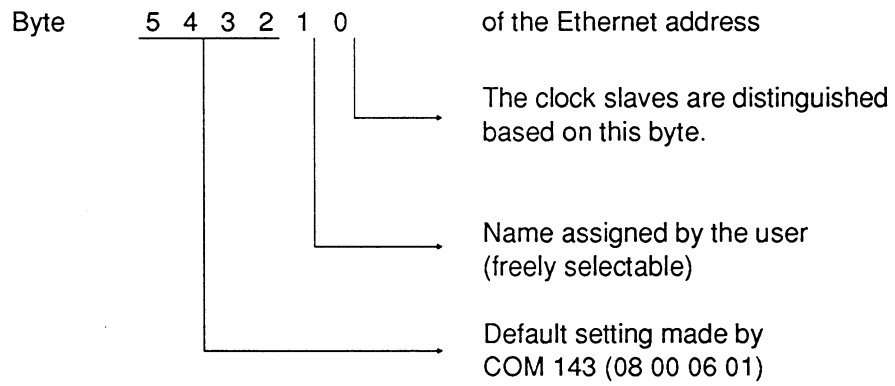 Byte 5 4 3 2 1 0 of the Ethernet address
The clock slaves are distinguished
based on this byte.
Name assigned by the user
(freely selectable)
Default setting made by
COM 143 (08 00 06 01)